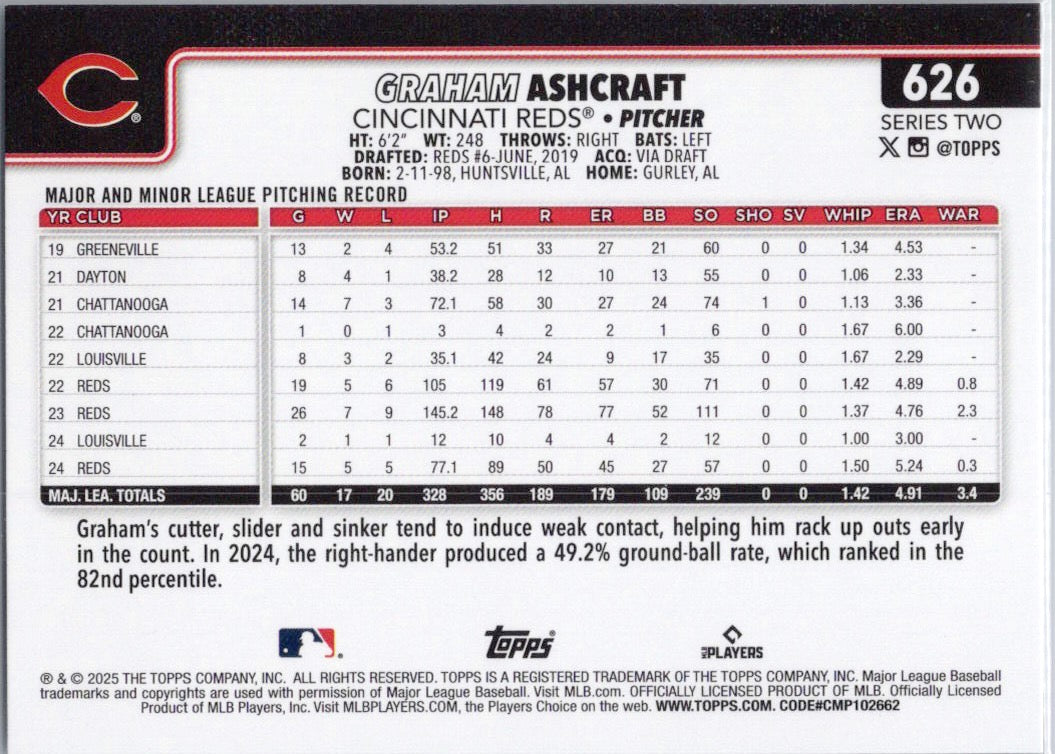 GRAHAM ASHCRAFT
CINCINNATI REDS® • PITCHER
HT: 6'2" WT: 248 THROWS: RIGHT BATS: LEFT
DRAFTED: REDS #6-JUNE, 2019 ACQ: VIA DRAFT
BORN: 2-11-98, HUNTSVILLE, AL HOME: GURLEY, AL
626
SERIES TWO
X @TOPPS
C ®
MAJOR AND MINOR LEAGUE PITCHING RECORD
YR CLUB G W L IP H R ER BB SO SHO SV WHIP ERA WAR
19 GREENEVILLE 13 2 4 53.2 51 33 27 21 60 0 0 1.34 4.53 -
21 DAYTON 8 4 1 38.2 28 12 10 13 55 0 0 1.06 2.33 -
21 CHATTANOOGA 14 7 3 72.1 58 30 27 24 74 1 0 1.13 3.36 -
22 CHATTANOOGA 1 0 1 3 4 2 2 1 6 0 0 1.67 6.00 -
22 LOUISVILLE 8 3 2 35.1 42 24 9 17 35 0 0 1.67 2.29 -
22 REDS 19 5 6 105 119 61 57 30 71 0 0 1.42 4.89 0.8
23 REDS 26 7 9 145.2 148 78 77 52 111 0 0 1.37 4.76 2.3
24 LOUISVILLE 2 1 1 12 10 4 4 2 12 0 0 1.00 3.00 -
24 REDS 15 5 5 77.1 89 50 45 27 57 0 0 1.50 5.24 0.3
MAJ. LEA. TOTALS 60 17 20 328 356 189 179 109 239 0 0 1.42 4.91 3.4
Graham's cutter, slider and sinker tend to induce weak contact, helping him rack up outs early
in the count. In 2024, the right-hander produced a 49.2% ground-ball rate, which ranked in the
82nd percentile.
Topps®
MLB PLAYERS
® & © 2025 THE TOPPS COMPANY, INC. ALL RIGHTS RESERVED. TOPPS IS A REGISTERED TRADEMARK OF THE TOPPS COMPANY, INC. Major League Baseball
trademarks and copyrights are used with permission of Major League Baseball. Visit MLB.com. OFFICIALLY LICENSED PRODUCT OF MLB. Officially Licensed
Product of MLB Players, Inc. Visit MLBPLAYERS.COM, the Players Choice on the web. WWW.TOPPS.COM. CODE#CMP102662